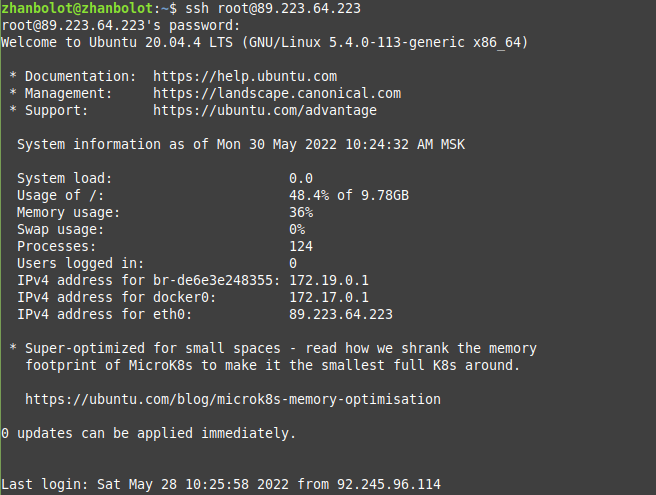 zhanbolot@zhanbolot:~$ ssh root@89.223.64.223
root@89.223.64.223's password:
Welcome to Ubuntu 20.04.4 LTS (GNU/Linux 5.4.0-113-generic x86_64)
* Documentation:  https://help.ubuntu.com
* Management:     https://landscape.canonical.com
* Support:        https://ubuntu.com/advantage
System information as of Mon 30 May 2022 10:24:32 AM MSK
System load:                      0.0
Usage of /:                       48.4% of 9.78GB
Memory usage:                     36%
Swap usage:                       0%
Processes:                        124
Users logged in:                  0
IPv4 address for br-de6e3e248355: 172.19.0.1
IPv4 address for docker0:         172.17.0.1
IPv4 address for eth0:            89.223.64.223
* Super-optimized for small spaces - read how we shrank the memory
footprint of MicroK8s to make it the smallest full K8s around.
https://ubuntu.com/blog/microk8s-memory-optimisation
0 updates can be applied immediately.
Last login: Sat May 28 10:25:58 2022 from 92.245.96.114